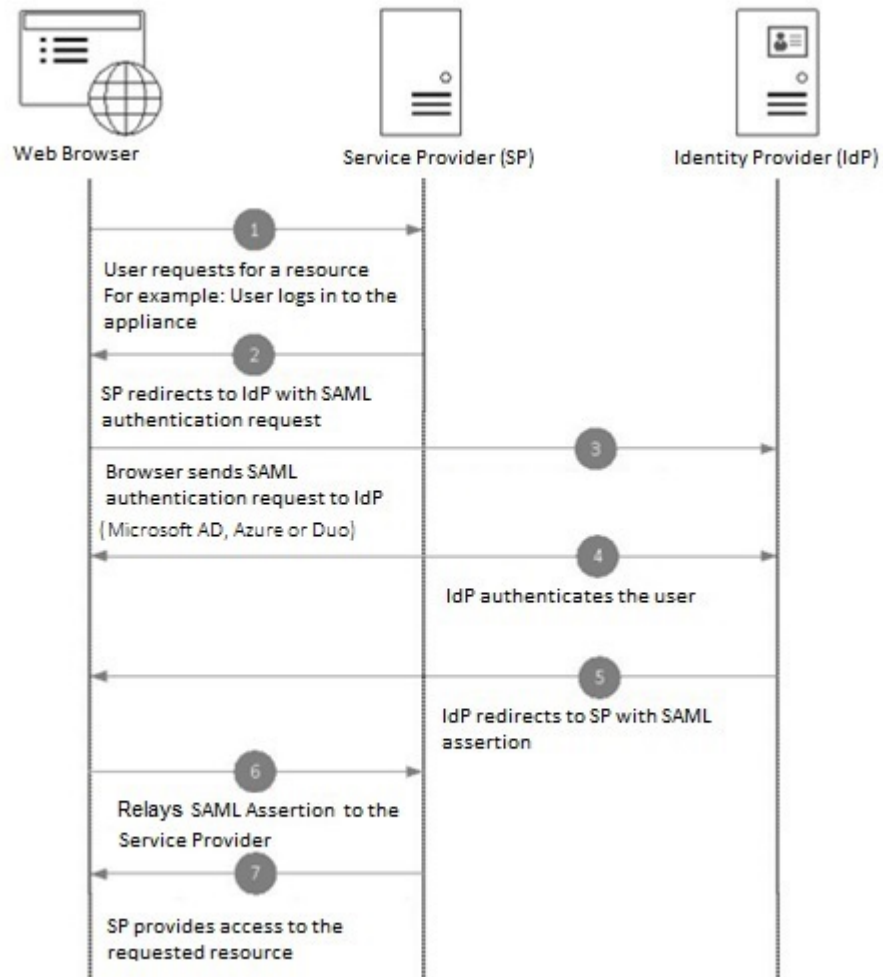 Web Browser
Service Provider (SP)
Identity Provider (IdP)
1
User requests for a resource
For example: User logs in to the
appliance
2
SP redirects to IdP with SAML
authentication request
3
Browser sends SAML
authentication request to IdP
(Microsoft AD, Azure or Duo)
4
IdP authenticates the user
5
IdP redirects to SP with SAML
assertion
6
Relays SAML Assertion to the
Service Provider
7
SP provides access to the
requested resource